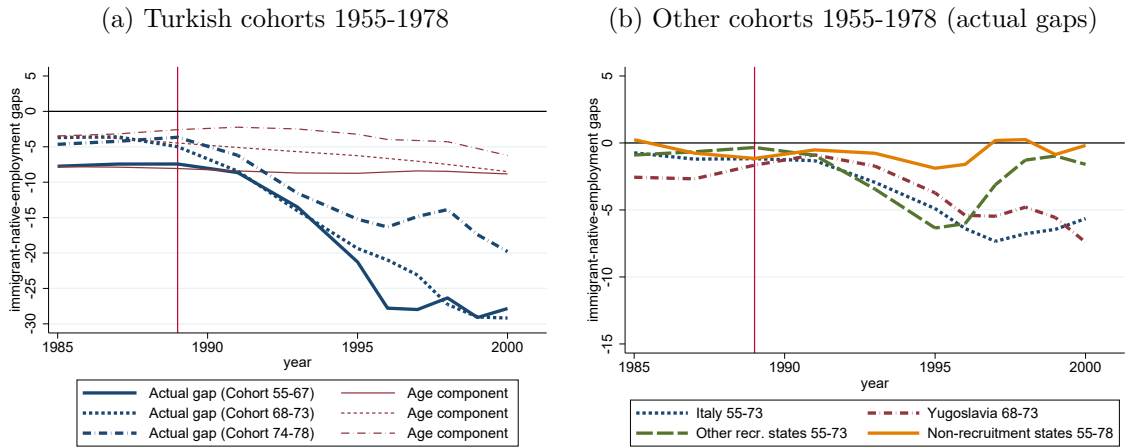 (a) Turkish cohorts 1955-1978
immigrant-native-employment gaps
5
0
-5
-10
-15
-20
-25
-30
1985
1990
1995
2000
year
Actual gap (Cohort 55-67)
Age component
Actual gap (Cohort 68-73)
Age component
Actual gap (Cohort 74-78)
Age component
(b) Other cohorts 1955-1978 (actual gaps)
immigrant-native-employment gaps
5
0
-5
-10
-15
1985
1990
1995
2000
year
Italy 55-73
Yugoslavia 68-73
Other recr. states 55-73
Non-recruitment states 55-78